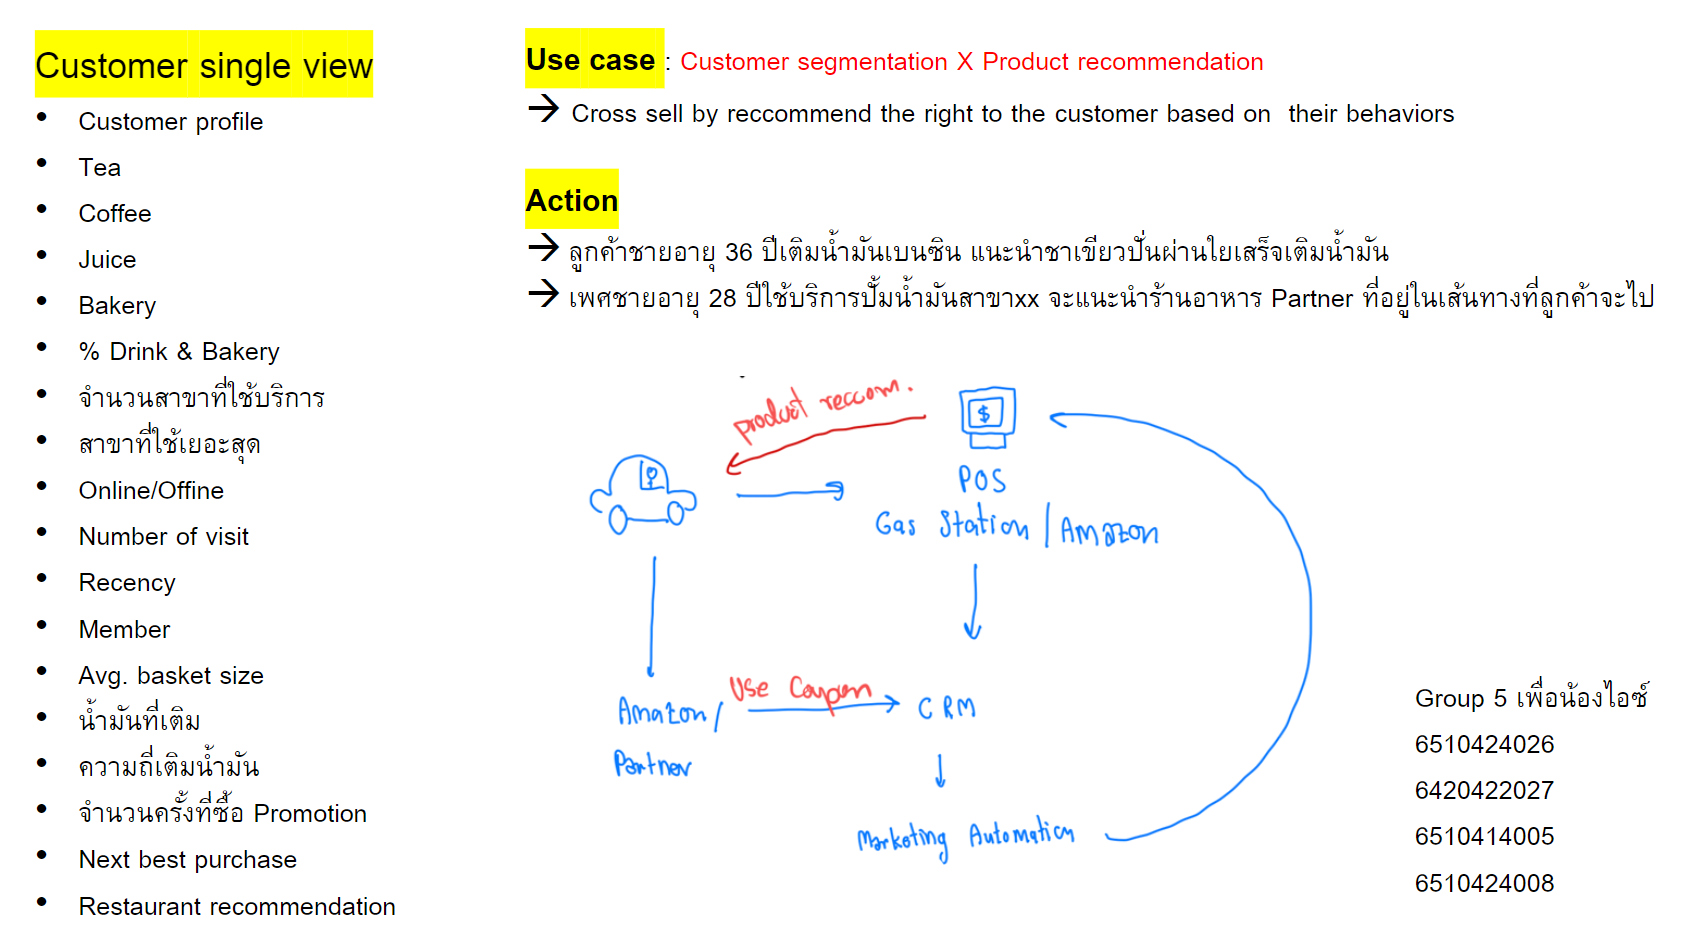 Customer single view
• Customer profile
• Tea
• Coffee
• Juice
• Bakery
• % Drink & Bakery
• จำนวนสาขาที่ใช้บริการ
• สาขาที่ใช้เยอะสุด
• Online/Offine
• Number of visit
• Recency
• Member
• Avg. basket size
• น้ำมันที่เติม
• ความถี่เติมน้ำมัน
• จำนวนครั้งที่ซื้อ Promotion
• Next best purchase
• Restaurant recommendation
Use case : Customer segmentation X Product recommendation
→ Cross sell by reccommend the right to the customer based on their behaviors
Action
→ ลูกค้าชายอายุ 36 ปีเติมน้ำมันเบนซิน แนะนำชาเขียวปั่นผ่านใยเสร็จเติมน้ำมัน
→ เพศชายอายุ 28 ปีใช้บริการปั้มน้ำมันสาขาxx จะแนะนำร้านอาหาร Partner ที่อยู่ในเส้นทางที่ลูกค้าจะไป
product reccom.
$
POS
Gas Station / Amazon
Amazon /
Partner
Use Coupon
CRM
Marketing Automation
Group 5 เพื่อน้องไอซ์
6510424026
6420422027
6510414005
6510424008